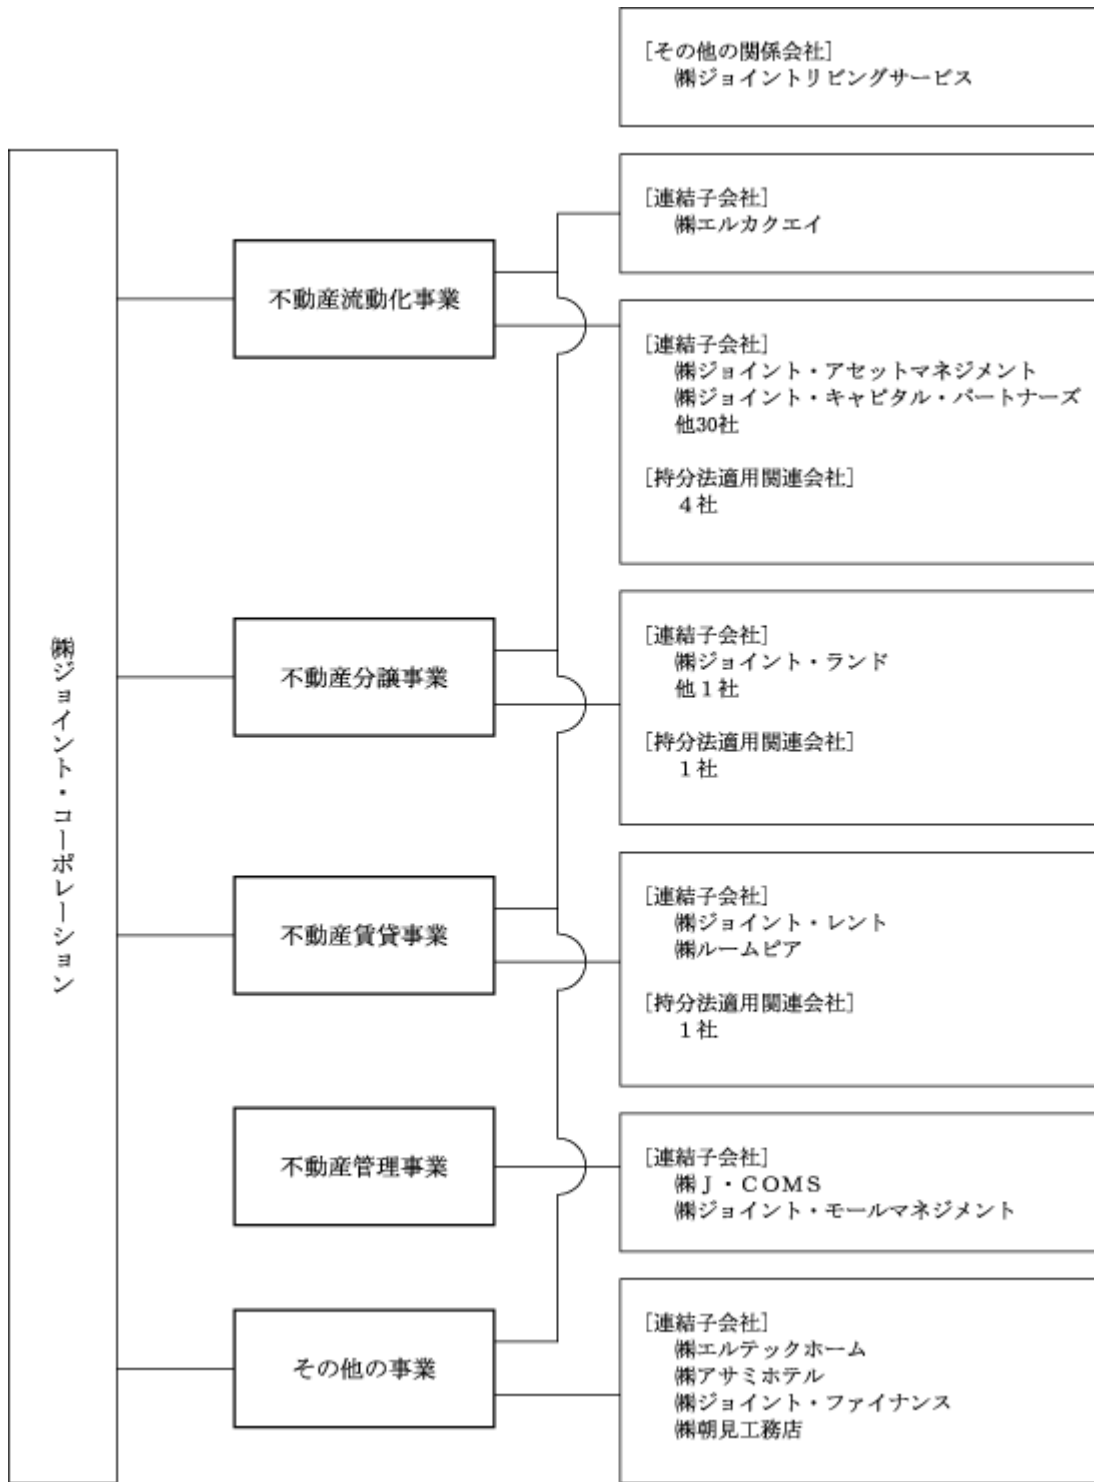 [その他の関係会社]
㈱ジョイントリビングサービス
[連結子会社]
㈱エルカクエイ
不動産流動化事業
[連結子会社]
㈱ジョイント・アセットマネジメント
㈱ジョイント・キャピタル・パートナーズ
他30社
[持分法適用関連会社]
４社
㈱ジョイント・コーポレーション
不動産分譲事業
[連結子会社]
㈱ジョイント・ランド
他１社
[持分法適用関連会社]
１社
不動産賃貸事業
[連結子会社]
㈱ジョイント・レント
㈱ルームピア
[持分法適用関連会社]
１社
不動産管理事業
[連結子会社]
㈱Ｊ・ＣＯＭＳ
㈱ジョイント・モールマネジメント
その他の事業
[連結子会社]
㈱エルテックホーム
㈱アサミホテル
㈱ジョイント・ファイナンス
㈱朝見工務店